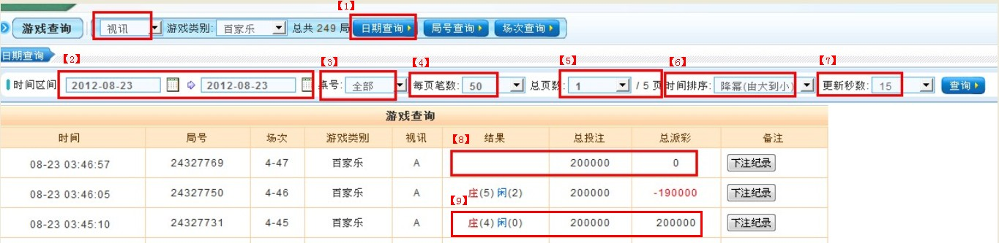 【1】
游戏查询 视讯 游戏类别: 百家乐 总共 249 局 日期查询 局号查询 场次查询
日期查询 【2】 【3】 【4】 【5】 【6】 【7】
时间区间 2012-08-23 2012-08-23 桌号: 全部 每页笔数: 50 总页数: 1 / 5 页 时间排序: 降幂(由大到小) 更新秒数: 15 查询
游戏查询
时间 局号 场次 游戏类别 视讯 【8】 结果 总投注 总派彩 备注
08-23 03:46:57 24327769 4-47 百家乐 A 200000 0 下注纪录
08-23 03:46:05 24327750 4-46 百家乐 A 庄(5) 闲(2) 200000 -190000 下注纪录
【9】
08-23 03:45:10 24327731 4-45 百家乐 A 庄(4) 闲(0) 200000 200000 下注纪录